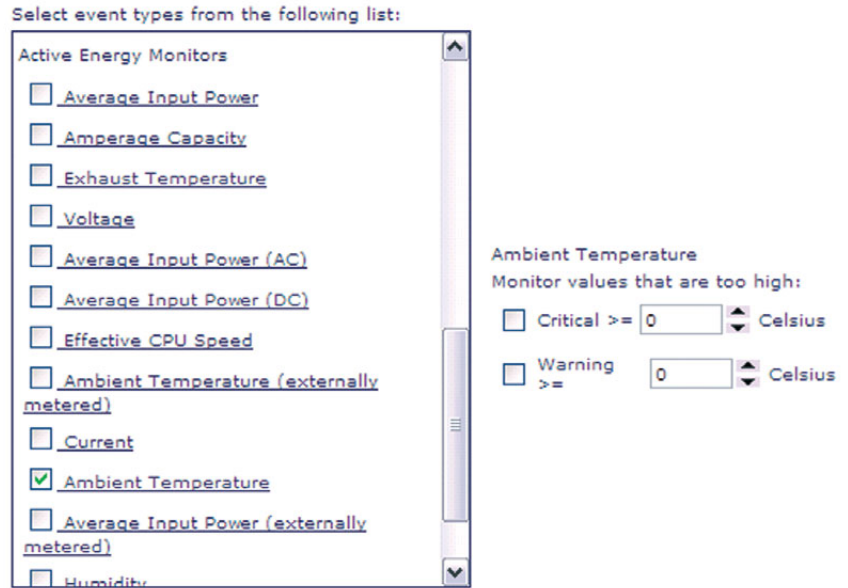 Select event types from the following list:
Active Energy Monitors
Average Input Power
Amperage Capacity
Exhaust Temperature
Voltage
Average Input Power (AC)
Average Input Power (DC)
Effective CPU Speed
Ambient Temperature (externally
metered)
Current
Ambient Temperature
Average Input Power (externally
metered)
Humidity
Ambient Temperature
Monitor values that are too high:
Critical >= 0 Celsius
Warning
>= 0 Celsius